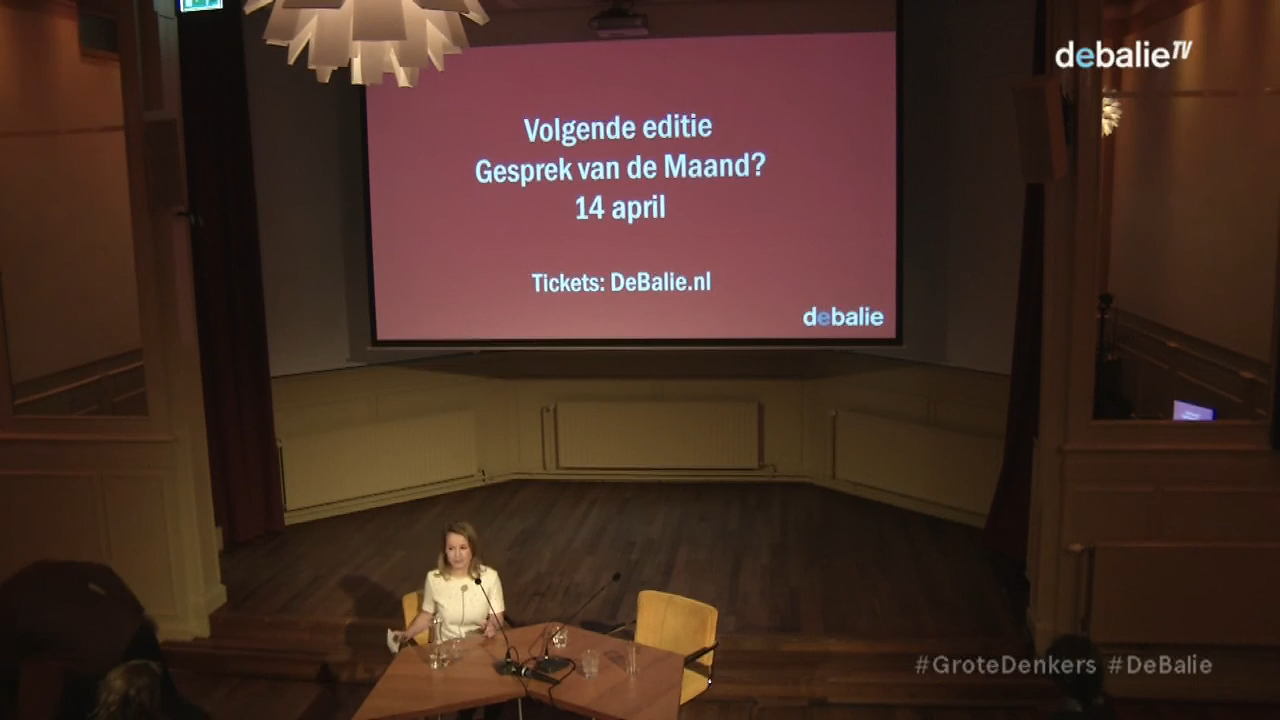 debalieTV
Volgende editie
Gesprek van de Maand?
14 april
Tickets: DeBalie.nl
debalie
#GroteDenkers #DeBalie